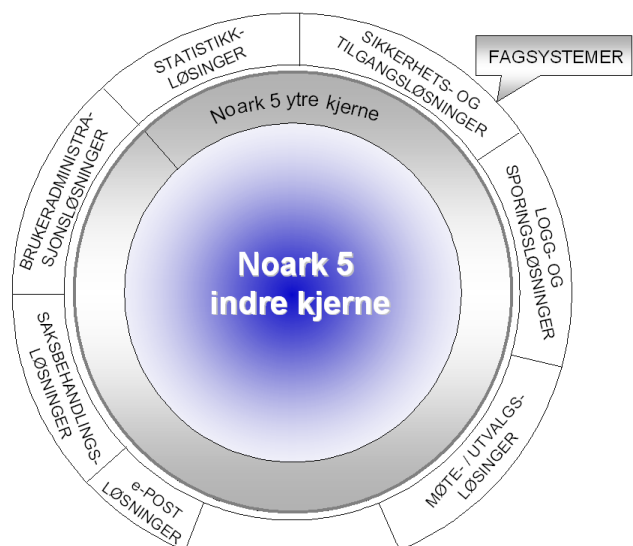 STATISTIKK-
LØSINGER
SIKKERHETS- OG
TILGANGSLØSNINGER
FAGSYSTEMER
Noark 5 ytre kjerne
BRUKERADMINISTRA-
SJONSLØSNINGER
LOGG- OG
SPORINGSLØSNINGER
Noark 5
indre kjerne
SAKSBEHANDLINGS-
LØSNINGER
MØTE- / UTVALGS-
LØSINGER
e-POST
LØSNINGER